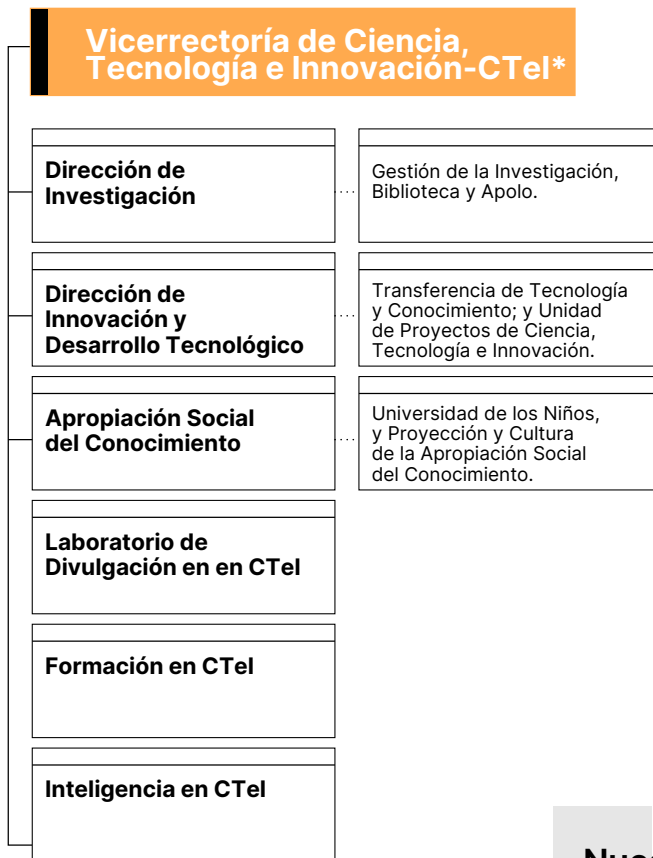 Vicerrectoría de Ciencia,
Tecnología e Innovación-CTeI*
Dirección de
Investigación
Gestión de la Investigación,
Biblioteca y Apolo.
Dirección de
Innovación y
Desarrollo Tecnológico
Transferencia de Tecnología
y Conocimiento; y Unidad
de Proyectos de Ciencia,
Tecnología e Innovación.
Apropiación Social
del Conocimiento
Universidad de los Niños,
y Proyección y Cultura
de la Apropiación Social
del Conocimiento.
Laboratorio de
Divulgación en en CTeI
Formación en CTeI
Inteligencia en CTeI